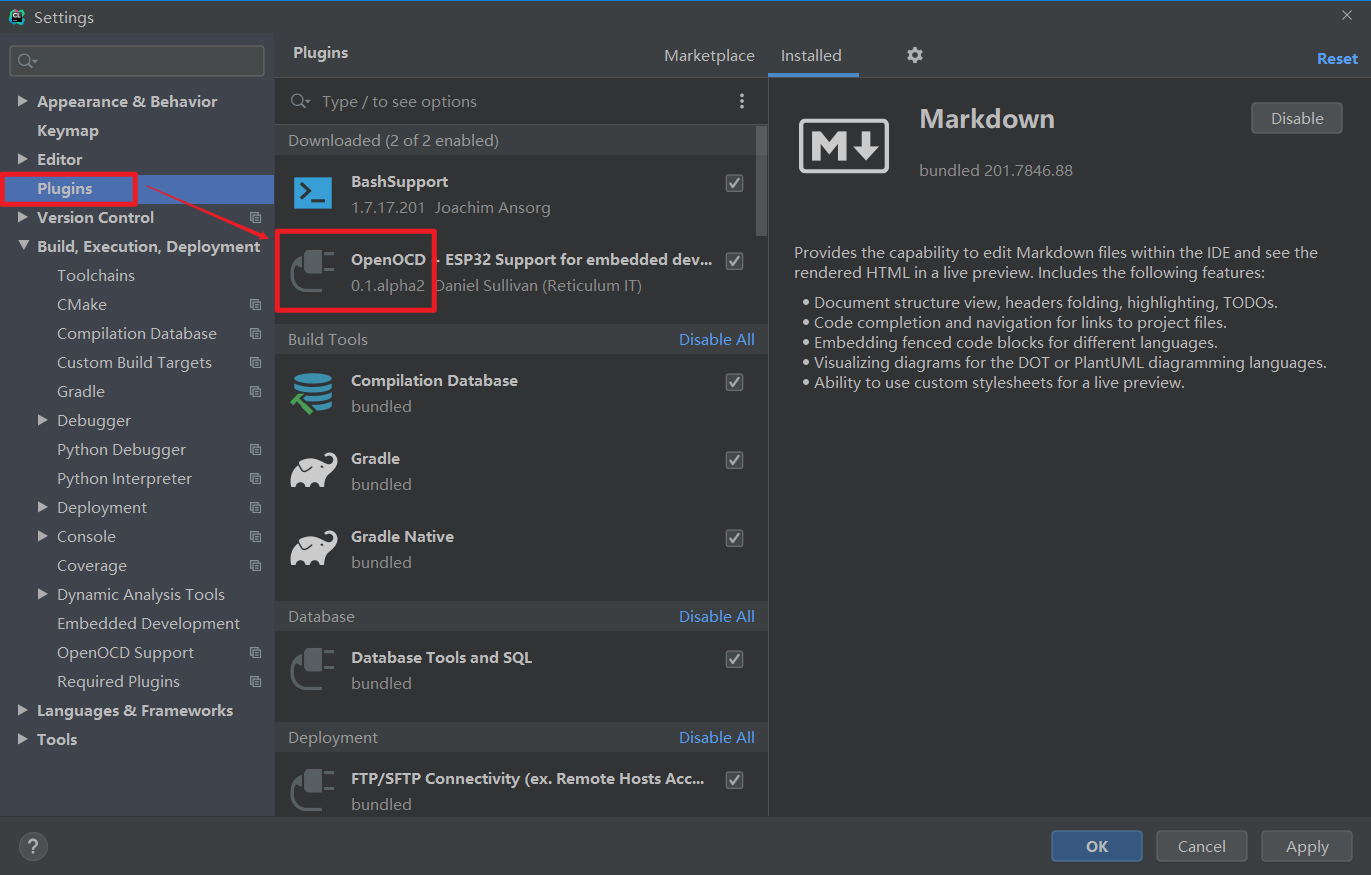 Settings
Appearance & Behavior
Keymap
Editor
Plugins
Version Control
Build, Execution, Deployment
Toolchains
CMake
Compilation Database
Custom Build Targets
Gradle
Debugger
Python Debugger
Python Interpreter
Deployment
Console
Coverage
Dynamic Analysis Tools
Embedded Development
OpenOCD Support
Required Plugins
Languages & Frameworks
Tools
Plugins
Marketplace
Installed
Reset
Type / to see options
Downloaded (2 of 2 enabled)
BashSupport
1.7.17.201 Joachim Ansorg
OpenOCD - ESP32 Support for embedded dev...
0.1.alpha2 Daniel Sullivan (Reticulum IT)
Build Tools
Disable All
Compilation Database
bundled
Gradle
bundled
Gradle Native
bundled
Database
Disable All
Database Tools and SQL
bundled
Deployment
Disable All
FTP/SFTP Connectivity (ex. Remote Hosts Acc...
bundled
M
Markdown
Disable
bundled 201.7846.88
Provides the capability to edit Markdown files within the IDE and see the
rendered HTML in a live preview. Includes the following features:
• Document structure view, headers folding, highlighting, TODOs.
• Code completion and navigation for links to project files.
• Embedding fenced code blocks for different languages.
• Visualizing diagrams for the DOT or PlantUML diagramming languages.
• Ability to use custom stylesheets for a live preview.
?
OK
Cancel
Apply